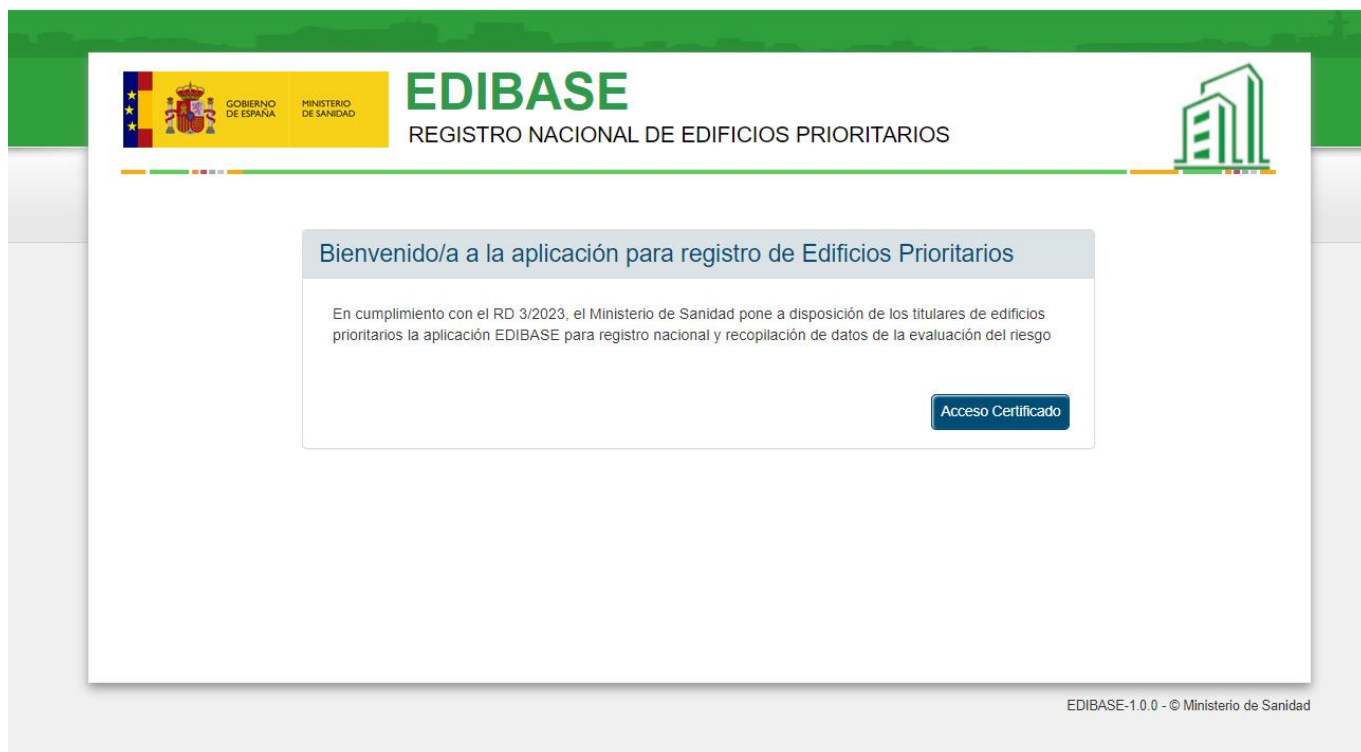 GOBIERNO
DE ESPAÑA
MINISTERIO
DE SANIDAD
EDIBASE
REGISTRO NACIONAL DE EDIFICIOS PRIORITARIOS
Bienvenido/a a la aplicación para registro de Edificios Prioritarios
En cumplimiento con el RD 3/2023, el Ministerio de Sanidad pone a disposición de los titulares de edificios
prioritarios la aplicación EDIBASE para registro nacional y recopilación de datos de la evaluación del riesgo
Acceso Certificado
EDIBASE-1.0.0 - © Ministerio de Sanidad